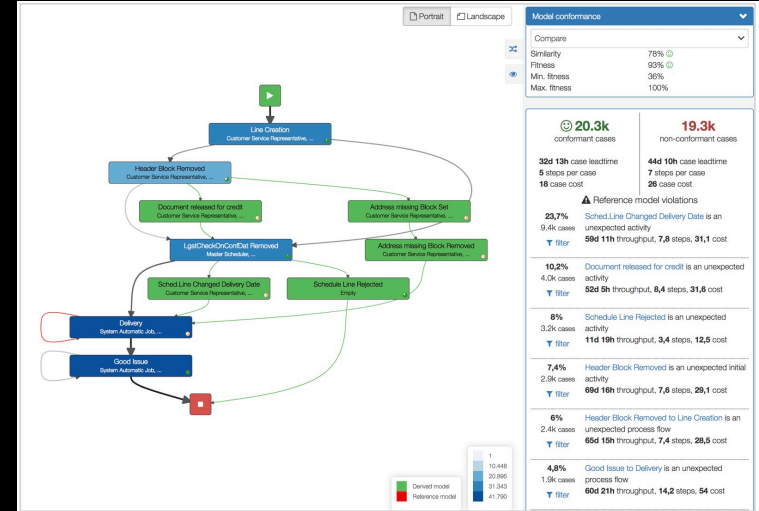 Portrait
Landscape
Line Creation
Customer Service Representative, ...
Header Block Removed
Customer Service Representative, ...
Document released for credit
Customer Service Representative, ...
Address missing Block Set
Customer Service Representative, ...
LgstCheckOnConfDat Removed
Master Scheduler, ...
Address missing Block Removed
Customer Service Representative, ...
Sched.Line Changed Delivery Date
Customer Service Representative, ...
Schedule Line Rejected
Empty
Delivery
System Automatic Job, ...
Good Issue
System Automatic Job, ...
Derived model
Reference model
1
10.448
20.895
31.343
41.790
Model conformance
Compare
Similarity 78%
Fitness 93%
Min. fitness 36%
Max. fitness 100%
20.3k
conformant cases
32d 13h case leadtime
5 steps per case
18 case cost
19.3k
non-conformant cases
44d 10h case leadtime
7 steps per case
26 case cost
Reference model violations
23,7% Sched.Line Changed Delivery Date is an
9.4k cases unexpected activity
filter 59d 11h throughput, 7,8 steps, 31,1 cost
10,2% Document released for credit is an unexpected
4.0k cases activity
filter 52d 5h throughput, 8,4 steps, 31,6 cost
8% Schedule Line Rejected is an unexpected
3.2k cases activity
filter 11d 19h throughput, 3,4 steps, 12,5 cost
7,4% Header Block Removed is an unexpected initial
2.9k cases activity
filter 69d 16h throughput, 7,6 steps, 29,1 cost
6% Header Block Removed to Line Creation is an
2.4k cases unexpected process flow
filter 65d 15h throughput, 7,4 steps, 28,5 cost
4,8% Good Issue to Delivery is an unexpected
1.9k cases process flow
filter 60d 21h throughput, 14,2 steps, 54 cost